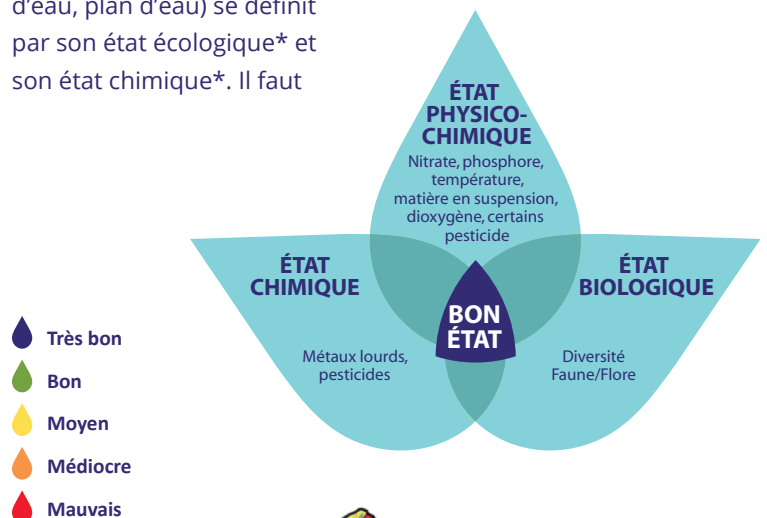 d'eau, plan d'eau) se définit
par son état écologique* et
son état chimique*. Il faut
ÉTAT
PHYSICO-
CHIMIQUE
Nitrate, phosphore,
température,
matière en suspension,
dioxygène, certains
pesticide
ÉTAT
CHIMIQUE
Métaux lourds,
pesticides
ÉTAT
BIOLOGIQUE
Diversité
Faune/Flore
BON
ÉTAT
Très bon
Bon
Moyen
Médiocre
Mauvais